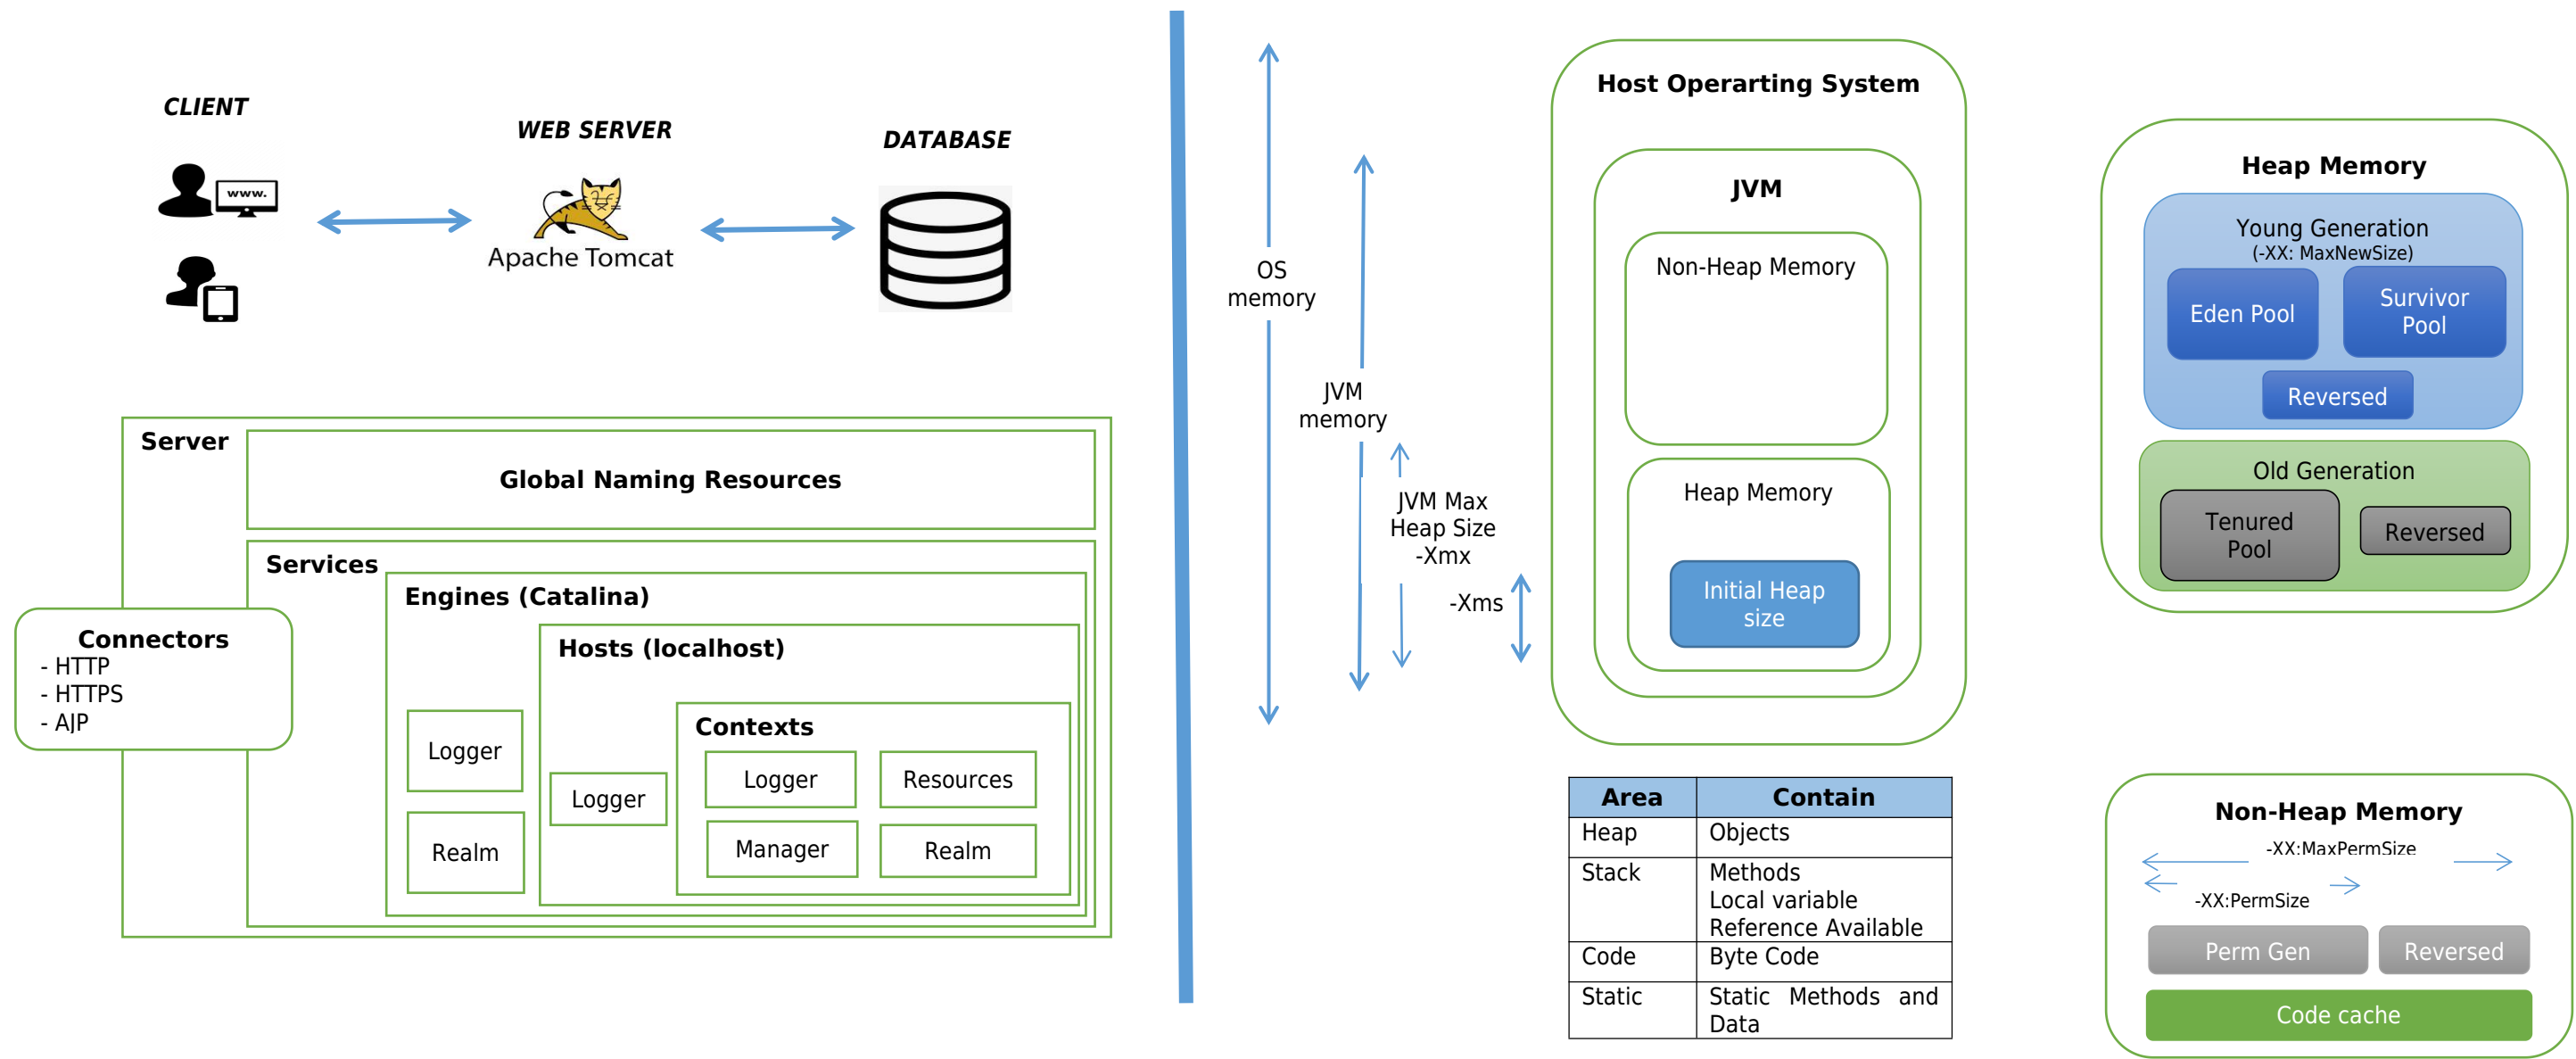 CLIENT
www.
WEB SERVER
Apache Tomcat
DATABASE
Server
Global Naming Resources
Services
Engines (Catalina)
Connectors
- HTTP
- HTTPS
- AJP
Hosts (localhost)
Logger
Realm
Logger
Contexts
Logger
Resources
Manager
Realm
OS
memory
JVM
memory
JVM Max
Heap Size
-Xmx
-Xms
Host Operarting System
JVM
Non-Heap Memory
Heap Memory
Initial Heap
size
Area Contain
Heap Objects
Stack Methods
Local variable
Reference Available
Code Byte Code
Static Static Methods and
Data
Heap Memory
Young Generation
(-XX: MaxNewSize)
Eden Pool
Survivor
Pool
Reversed
Old Generation
Tenured
Pool
Reversed
Non-Heap Memory
-XX:MaxPermSize
-XX:PermSize
Perm Gen
Reversed
Code cache